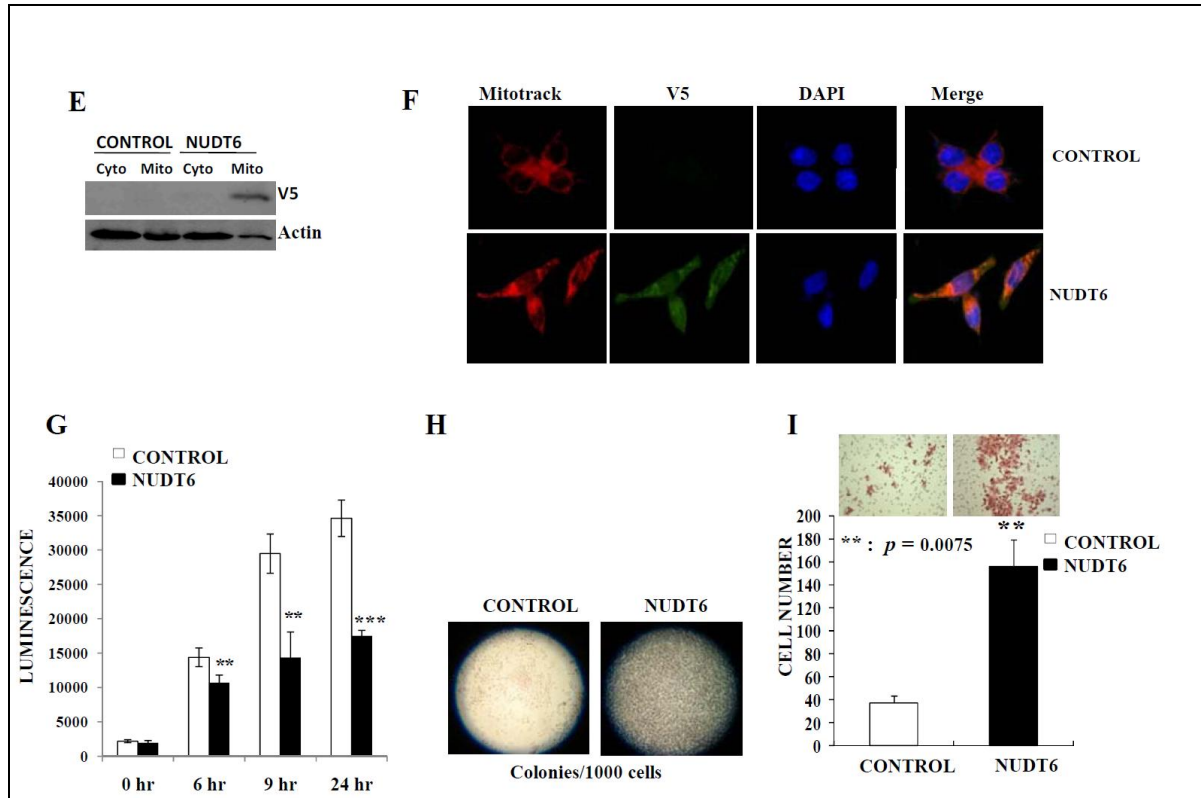 E
CONTROL NUDT6
Cyto Mito Cyto Mito
V5
Actin
F
Mitotrack V5 DAPI Merge
CONTROL
NUDT6
G
CONTROL
NUDT6
LUMINESCENCE
40000
35000
30000
25000
20000
15000
10000
5000
0
**
**
***
0 hr 6 hr 9 hr 24 hr
H
CONTROL NUDT6
Colonies/1000 cells
I
** : p = 0.0075
**
CONTROL
NUDT6
CELL NUMBER
200
180
160
140
120
100
80
60
40
20
0
CONTROL NUDT6